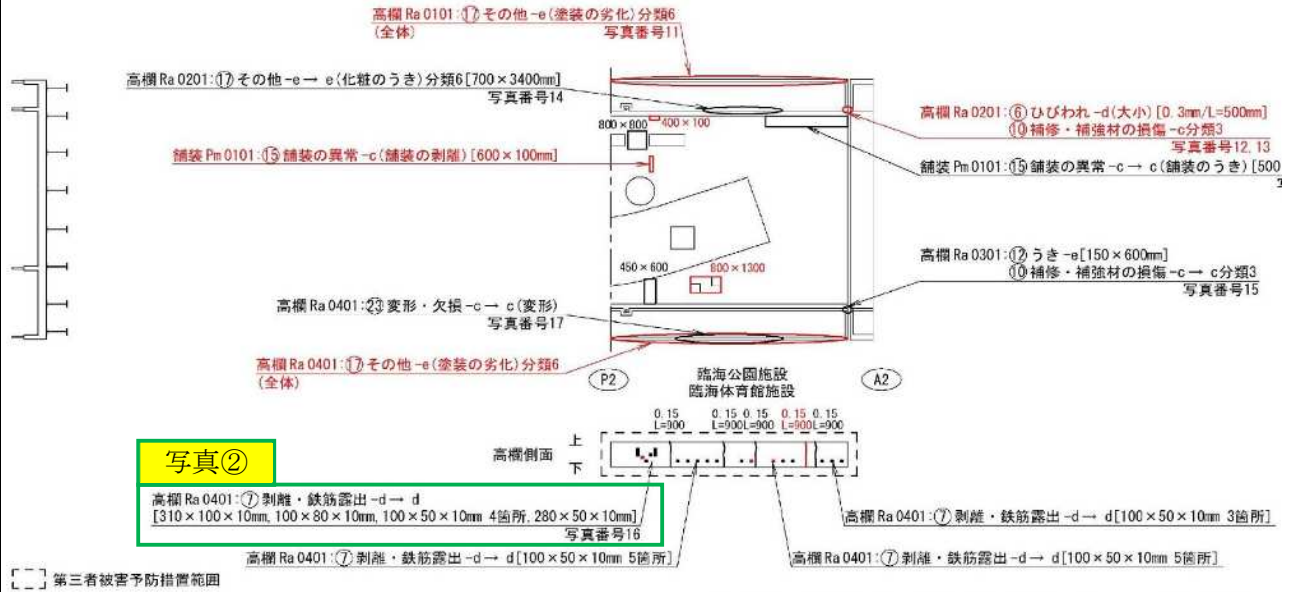 高欄 Ra 0101:⑰その他-e(塗装の劣化)分類6
(全体)
写真番号11
高欄 Ra 0201:⑰その他-e→ e(化粧のうき)分類6[700×3400mm]
写真番号14
高欄 Ra 0201:⑥ひびわれ-d(大小)[0.3mm/L=500mm]
⑩補修・補強材の損傷-c分類3
写真番号12,13
800×800
400×100
舗装 Pm 0101:⑮舗装の異常-c(舗装の剥離)[600×100mm]
舗装 Pm 0101:⑮舗装の異常-c→ c(舗装のうき)[500
高欄 Ra 0301:⑫うき-e[150×600mm]
⑩補修・補強材の損傷-c→ c分類3
写真番号15
450×600
800×1300
高欄 Ra 0401:㉓変形・欠損-c→ c(変形)
写真番号17
高欄 Ra 0401:⑰その他-e(塗装の劣化)分類6
(全体)
P2
臨海公園施設
臨海体育館施設
A2
0.15 0.15 0.15 0.15 0.15
L=900 L=900L=900 L=900L=900
高欄側面
上
下
写真②
高欄 Ra 0401:⑦剥離・鉄筋露出-d→ d
[310×100×10mm, 100×80×10mm, 100×50×10mm 4箇所, 280×50×10mm]
写真番号16
高欄 Ra 0401:⑦剥離・鉄筋露出-d→ d[100×50×10mm 3箇所]
高欄 Ra 0401:⑦剥離・鉄筋露出-d→ d[100×50×10mm 5箇所]
高欄 Ra 0401:⑦剥離・鉄筋露出-d→ d[100×50×10mm 5箇所]
第三者被害予防措置範囲